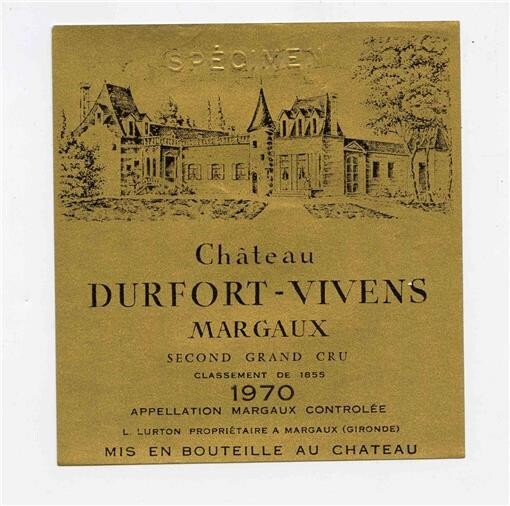 SPÉCIMEN
Château
DURFORT-VIVENS
MARGAUX
SECOND GRAND CRU
CLASSEMENT DE 1855
1970
APPELLATION MARGAUX CONTROLÉE
L. LURTON PROPRIÉTAIRE A MARGAUX (GIRONDE)
MIS EN BOUTEILLE AU CHATEAU